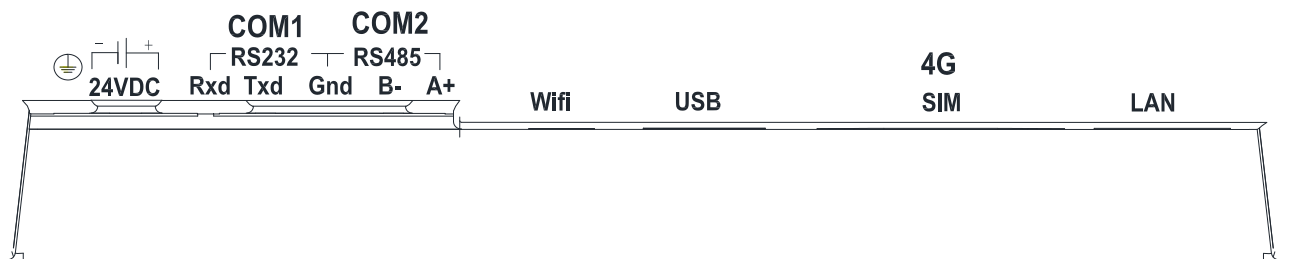 COM1 COM2
− + RS232 RS485 4G
24VDC Rxd Txd Gnd B- A+
Wifi USB SIM LAN